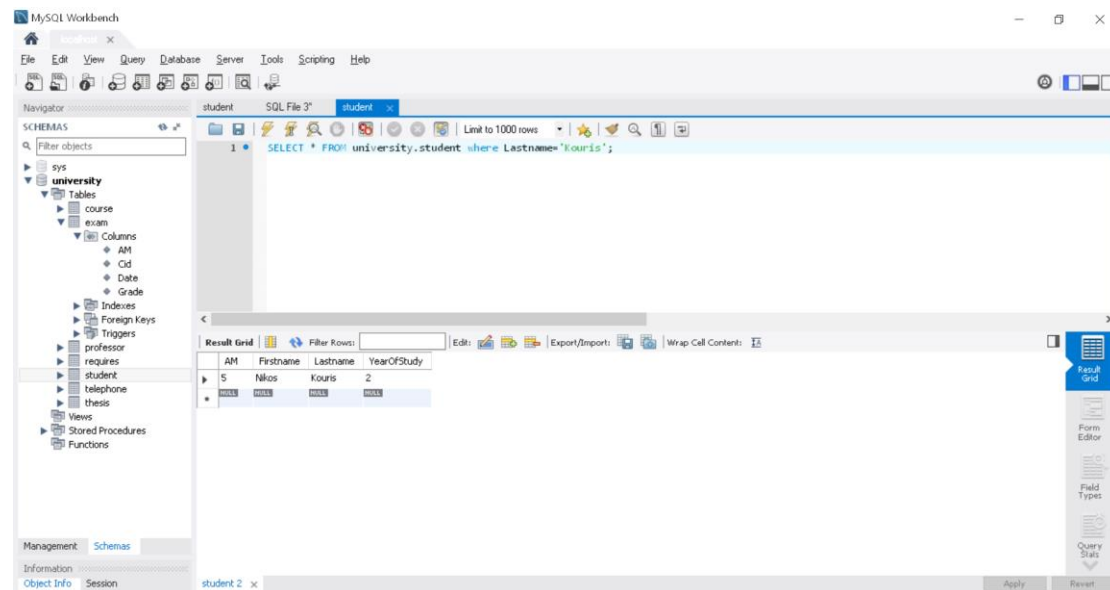 MySQL Workbench
File Edit View Query Database Server Tools Scripting Help
Navigator
SCHEMAS
Filter objects
sys
university
Tables
course
exam
Columns
AM
Cid
Date
Grade
Indexes
Foreign Keys
Triggers
professor
requires
student
telephone
thesis
Views
Stored Procedures
Functions
Management Schemas
Information
Object Info Session
student SQL File 3* student
Limit to 1000 rows
1 SELECT * FROM university.student where Lastname='Kouris';
Result Grid Filter Rows: Edit: Export/Import: Wrap Cell Content:
AM Firstname Lastname YearOfStudy
5 Nikos Kouris 2
NULL NULL NULL NULL
Result
Grid
Form
Editor
Field
Types
Query
Stats
student 2 Apply Revert